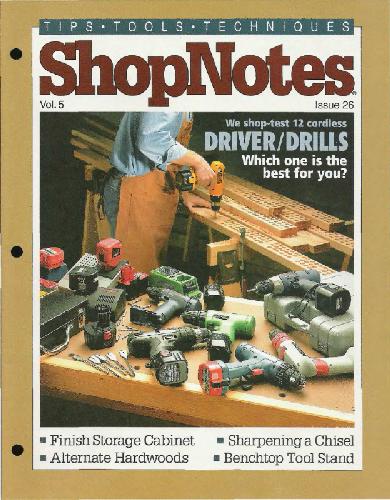 TIPS • TOOLS • TECHNIQUES
ShopNotes®
Vol. 5 Issue 26
We shop-test 12 cordless
DRIVER/DRILLS
Which one is the
best for you?
■ Finish Storage Cabinet ■ Sharpening a Chisel
■ Alternate Hardwoods ■ Benchtop Tool Stand